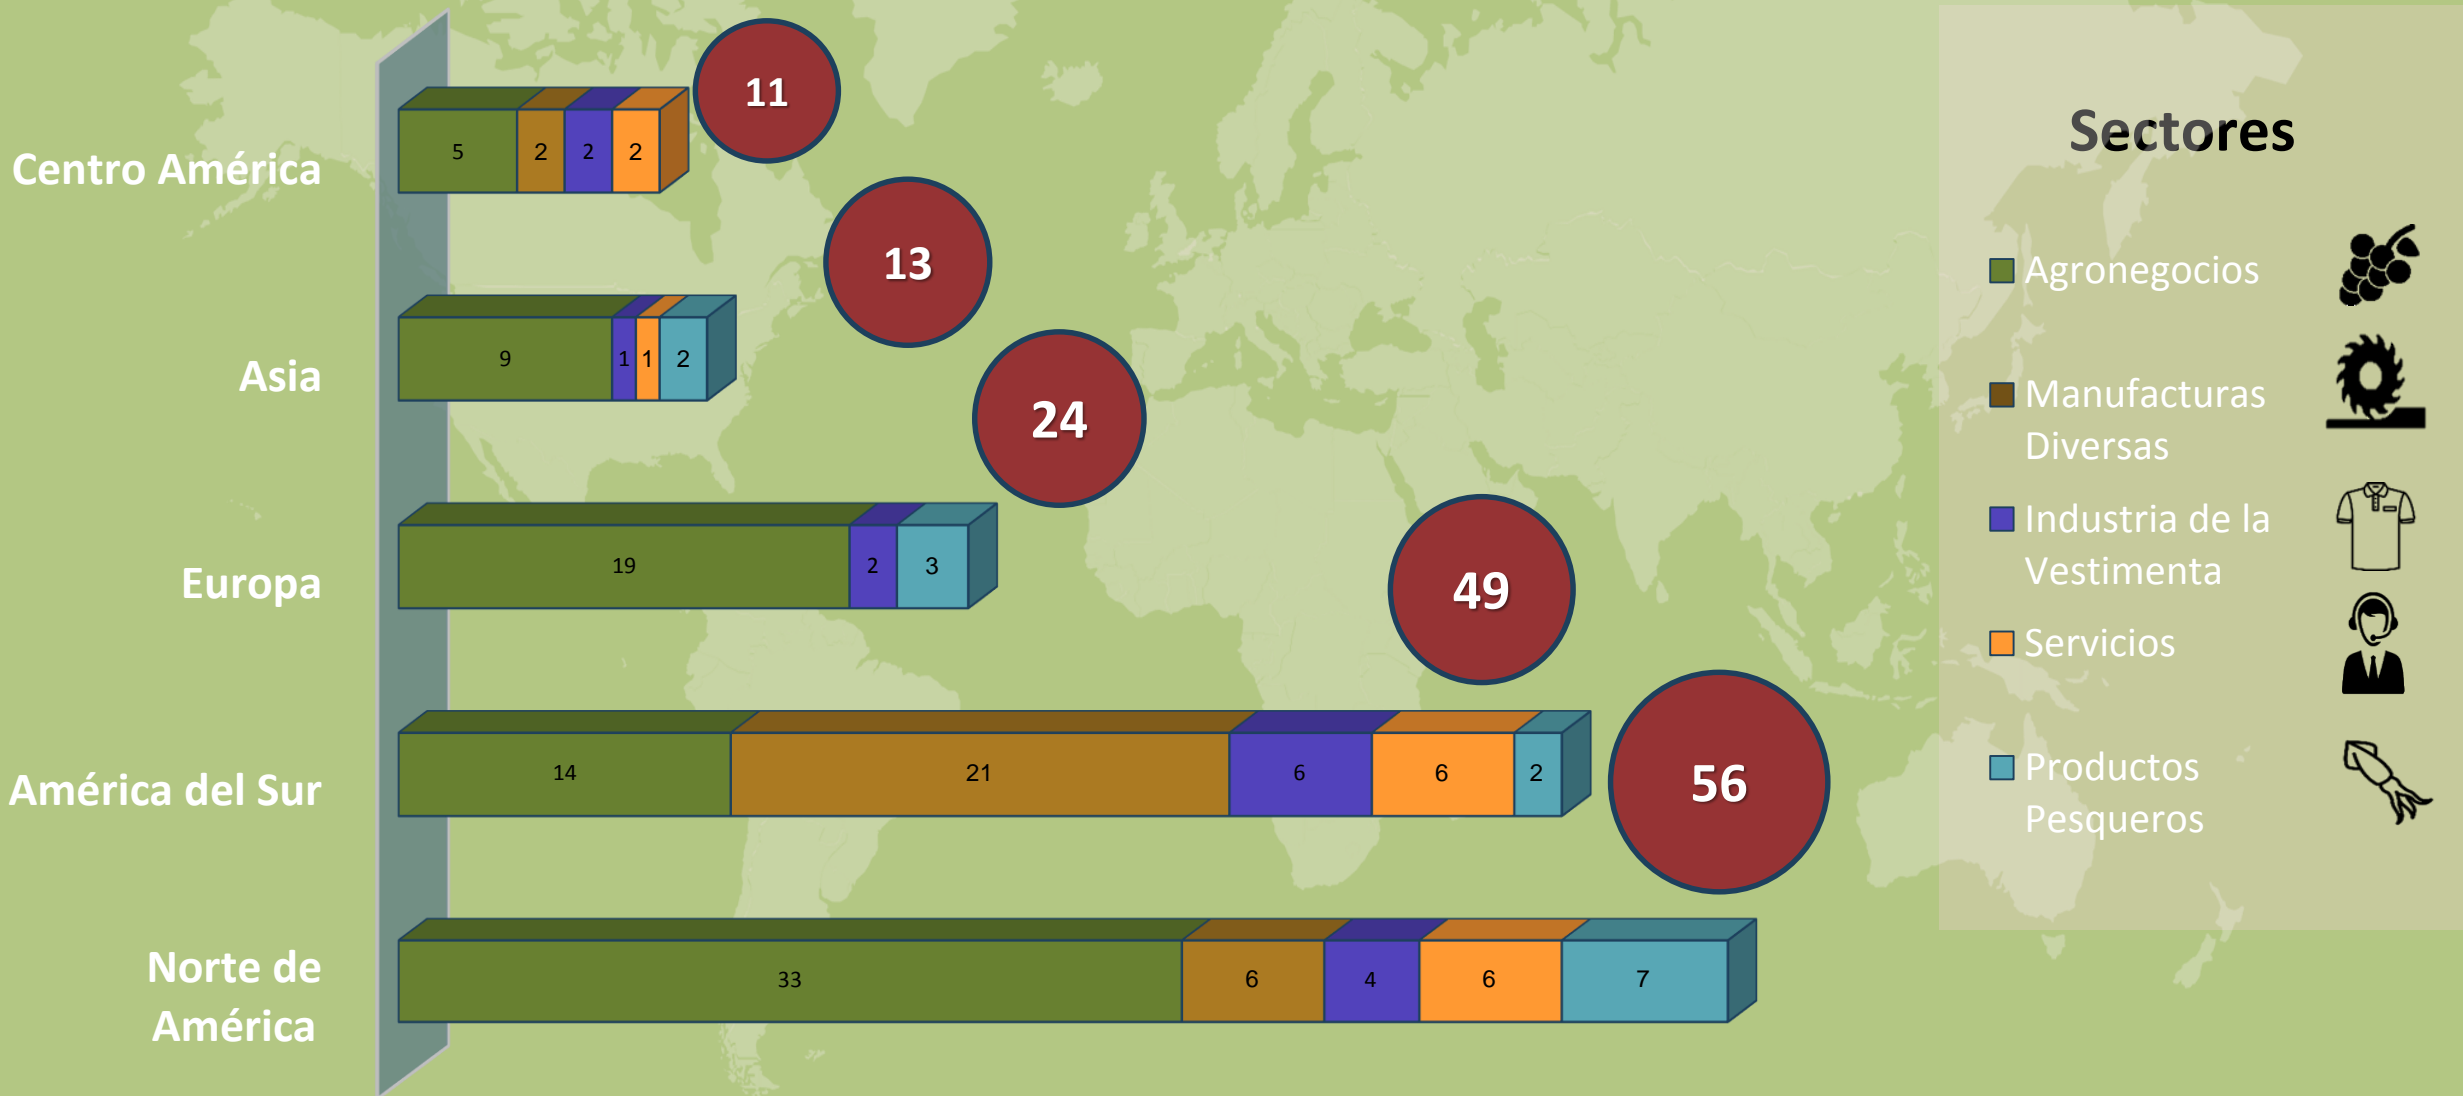 Centro América
5
2
2
2
11
Asia
9
1
1
2
13
Europa
19
2
3
24
América del Sur
14
21
6
6
2
49
Norte de
América
33
6
4
6
7
56
Sectores
Agronegocios
Manufacturas
Diversas
Industria de la
Vestimenta
Servicios
Productos
Pesqueros